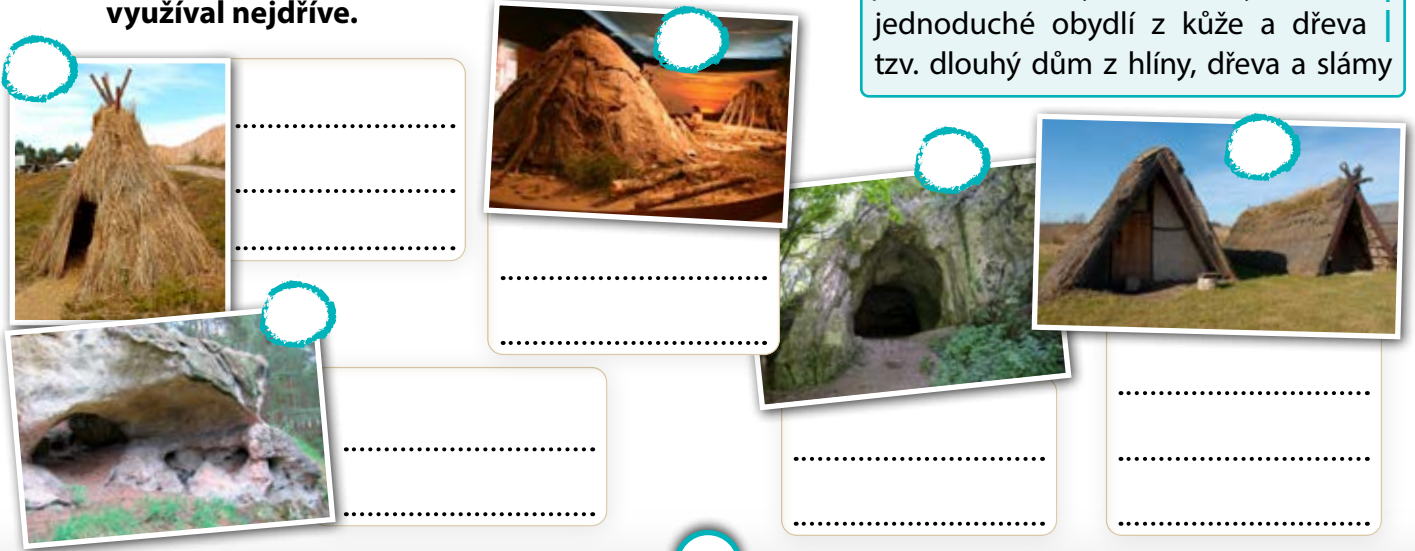 využíval nejdříve.
jednoduché obydlí z kůže a dřeva |
tzv. dlouhý dům z hlíny, dřeva a slámy